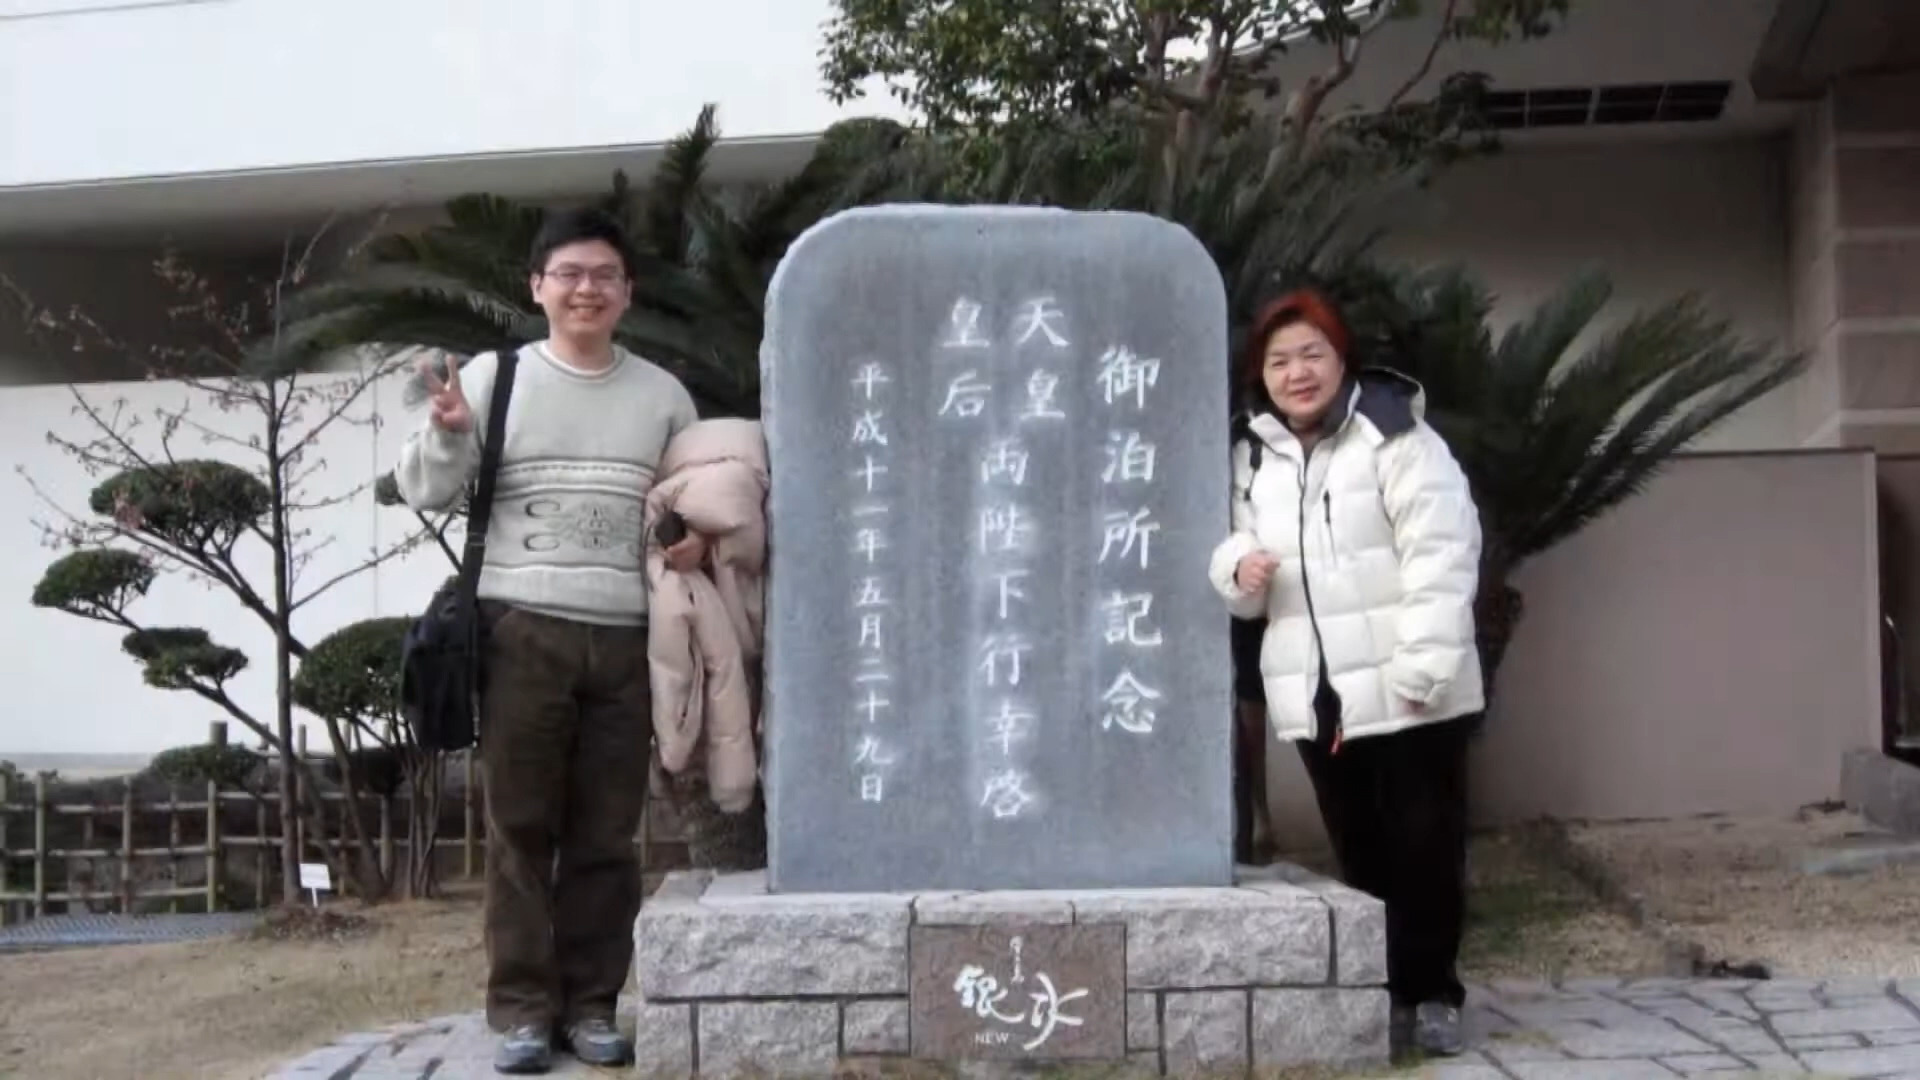 御泊所記念
天皇
皇后
両陛下行幸啓
平成十一年五月二十九日
銀水
NEW